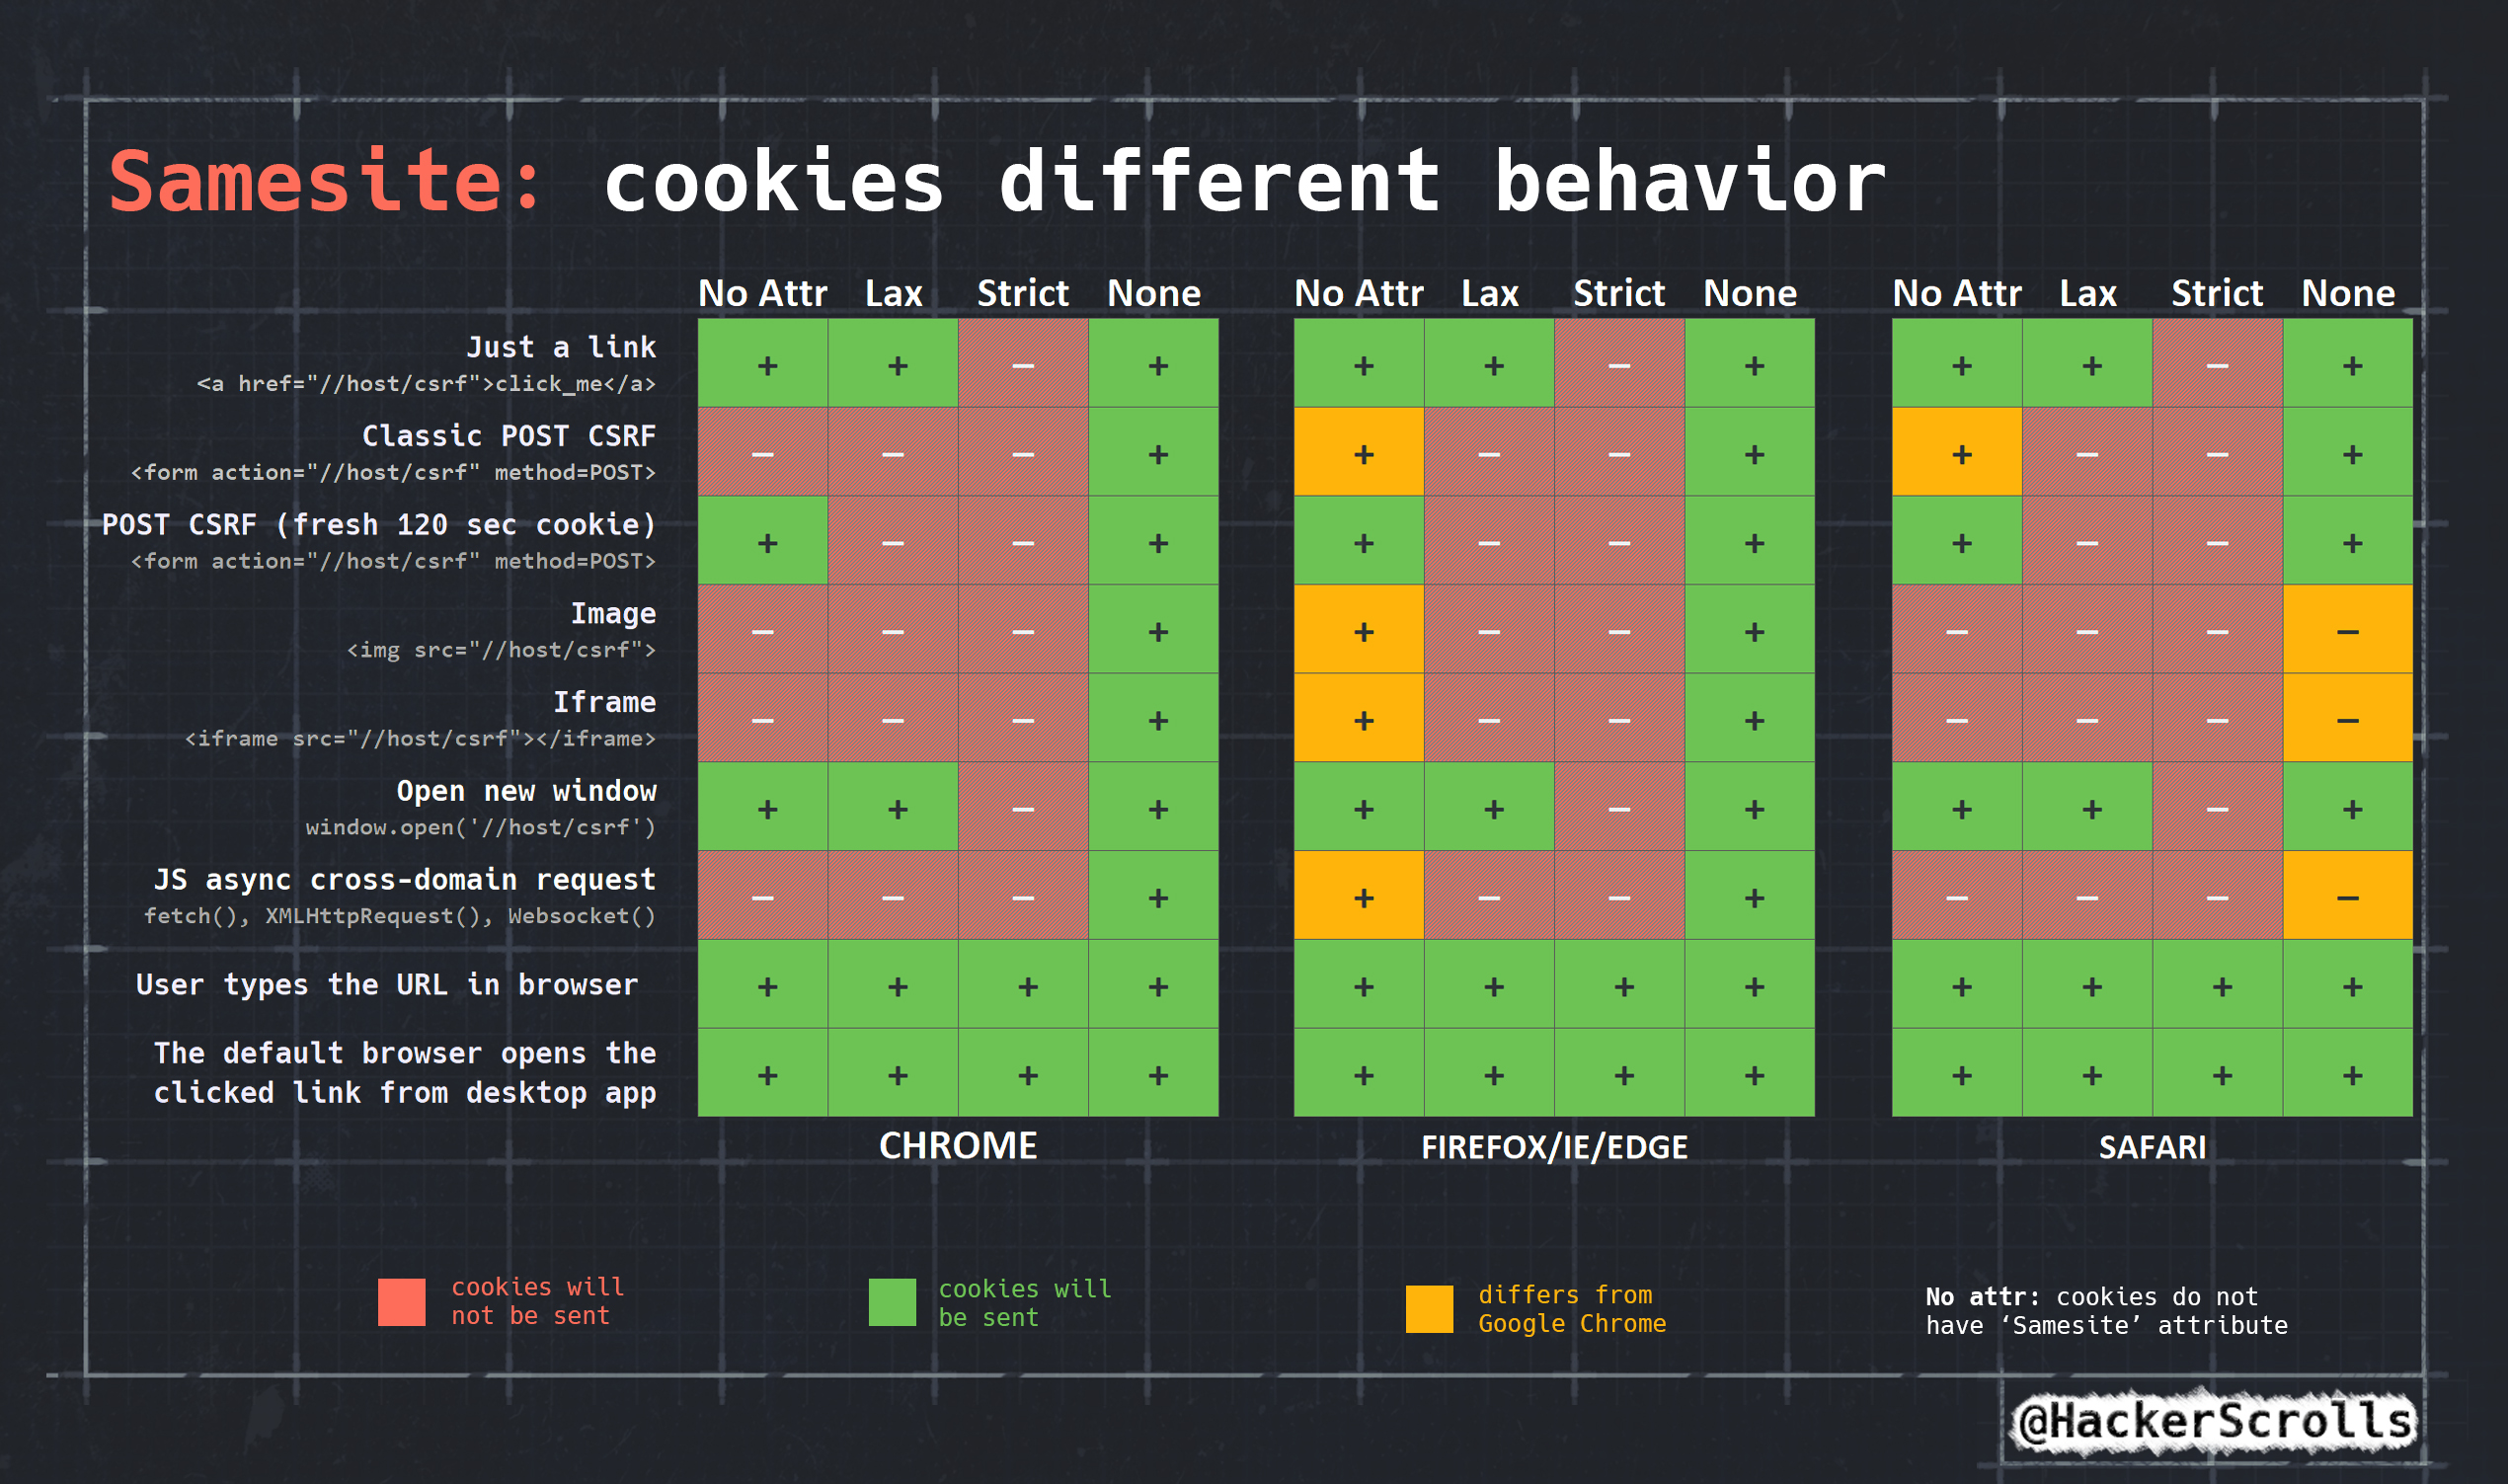 Samesite: cookies different behavior
No Attr Lax Strict None No Attr Lax Strict None No Attr Lax Strict None
Just a link + + – + + + – + + + – +
<a href="//host/csrf">click_me</a>
Classic POST CSRF – – – + + – – + + – – +
<form action="//host/csrf" method=POST>
POST CSRF (fresh 120 sec cookie) + – – + + – – + + – – +
<form action="//host/csrf" method=POST>
Image – – – + + – – + – – – –
<img src="//host/csrf">
Iframe – – – + + – – + – – – –
<iframe src="//host/csrf"></iframe>
Open new window + + – + + + – + + + – +
window.open('//host/csrf')
JS async cross-domain request – – – + + – – + – – – –
fetch(), XMLHttpRequest(), Websocket()
User types the URL in browser + + + + + + + + + + + +
The default browser opens the
clicked link from desktop app + + + + + + + + + + + +
CHROME FIREFOX/IE/EDGE SAFARI
cookies will
not be sent
cookies will
be sent
differs from
Google Chrome
No attr: cookies do not
have ‘Samesite’ attribute
@HackerScrolls